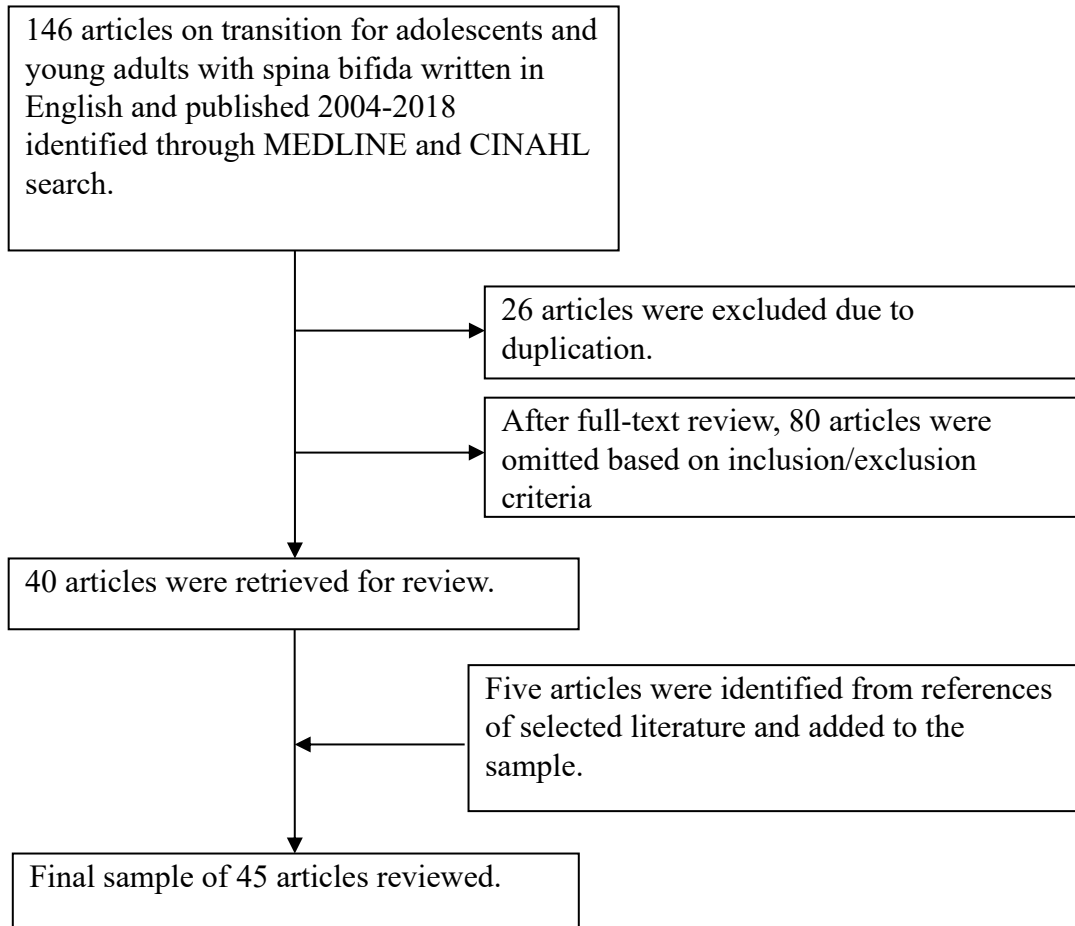 146 articles on transition for adolescents and
young adults with spina bifida written in
English and published 2004-2018
identified through MEDLINE and CINAHL
search.
26 articles were excluded due to
duplication.
After full-text review, 80 articles were
omitted based on inclusion/exclusion
criteria
40 articles were retrieved for review.
Five articles were identified from references
of selected literature and added to the
sample.
Final sample of 45 articles reviewed.